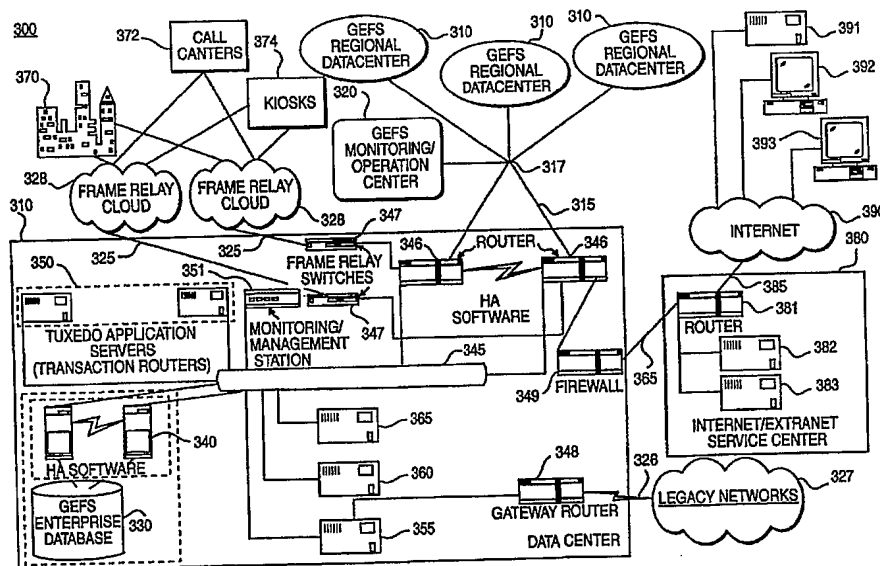 300
372
CALL
CANTERS
374
KIOSKS
370
GEFS
REGIONAL
DATACENTER
310
GEFS
REGIONAL
DATACENTER
310
GEFS
REGIONAL
DATACENTER
310
320
GEFS
MONITORING/
OPERATION
CENTER
317
315
391
392
393
INTERNET
390
328
FRAME RELAY
CLOUD
FRAME RELAY
CLOUD
328
310
325
325
347
FRAME RELAY
SWITCHES
347
346
ROUTER
346
HA
SOFTWARE
350
351
TUXEDO APPLICATION
SERVERS
(TRANSACTION ROUTERS)
MONITORING/
MANAGEMENT
STATION
345
349
FIREWALL
365
380
385
381
ROUTER
382
383
INTERNET/EXTRANET
SERVICE CENTER
340
HA SOFTWARE
GEFS
ENTERPRISE
DATABASE
330
365
360
355
348
GATEWAY ROUTER
328
LEGACY NETWORKS
327
DATA CENTER